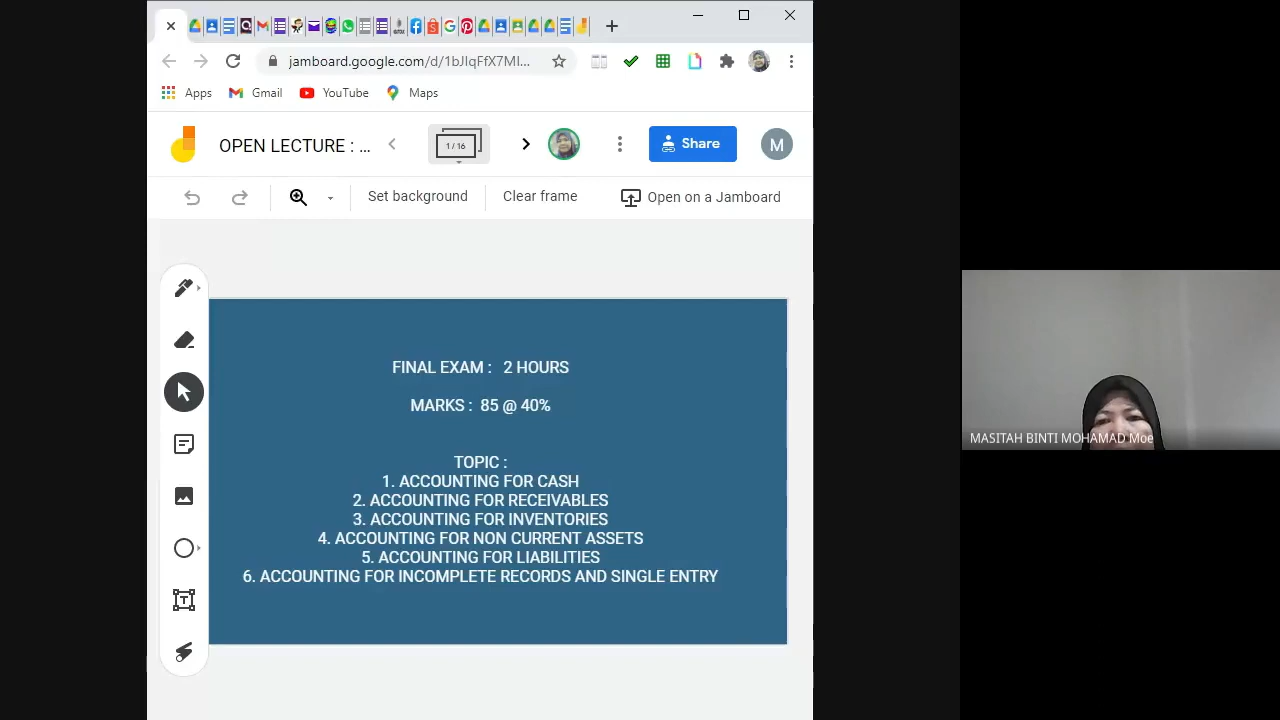 jamboard.google.com/d/1bJIqFfX7MI...
Apps
Gmail
YouTube
Maps
OPEN LECTURE : ...
1 / 16
Share
M
Set background
Clear frame
Open on a Jamboard
FINAL EXAM : 2 HOURS
MARKS : 85 @ 40%
TOPIC :
1. ACCOUNTING FOR CASH
2. ACCOUNTING FOR RECEIVABLES
3. ACCOUNTING FOR INVENTORIES
4. ACCOUNTING FOR NON CURRENT ASSETS
5. ACCOUNTING FOR LIABILITIES
6. ACCOUNTING FOR INCOMPLETE RECORDS AND SINGLE ENTRY
MASITAH BINTI MOHAMAD Moe